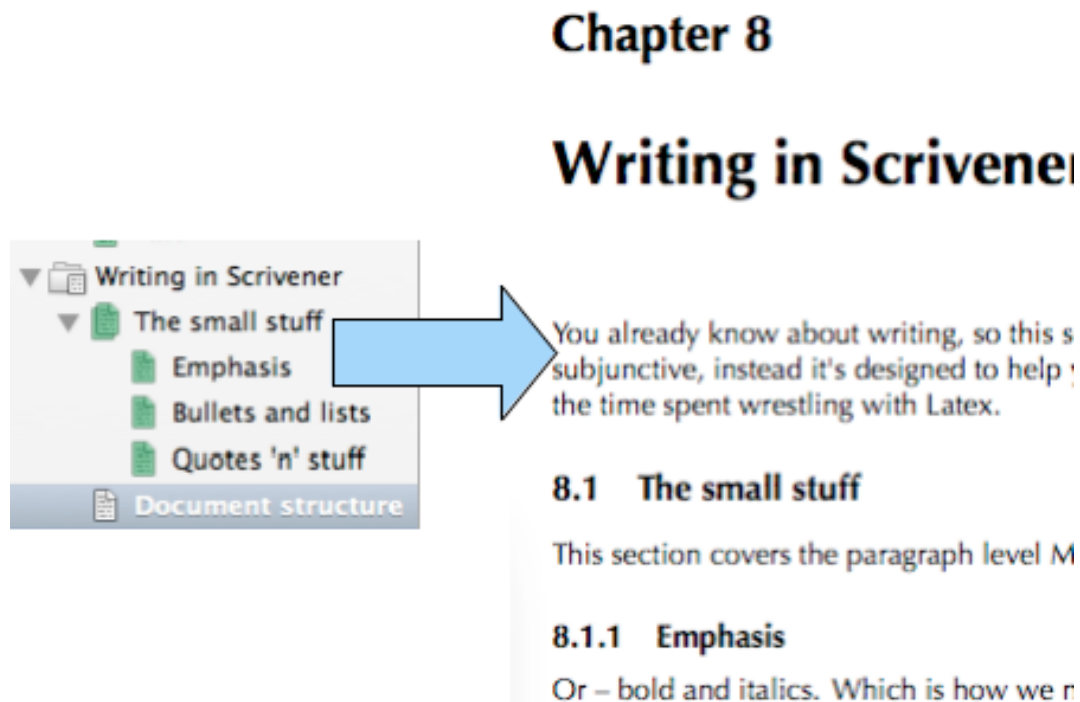 Writing in Scrivener
The small stuff
Emphasis
Bullets and lists
Quotes 'n' stuff
Document structure
Chapter 8
Writing in Scrivener
You already know about writing, so this
subjunctive, instead it's designed to help
the time spent wrestling with Latex.
8.1 The small stuff
This section covers the paragraph level
8.1.1 Emphasis
Or – bold and italics. Which is how we